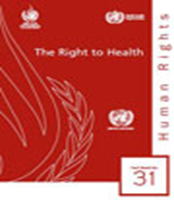 The Right to Health
Human Rights
Fact Sheet No.
31